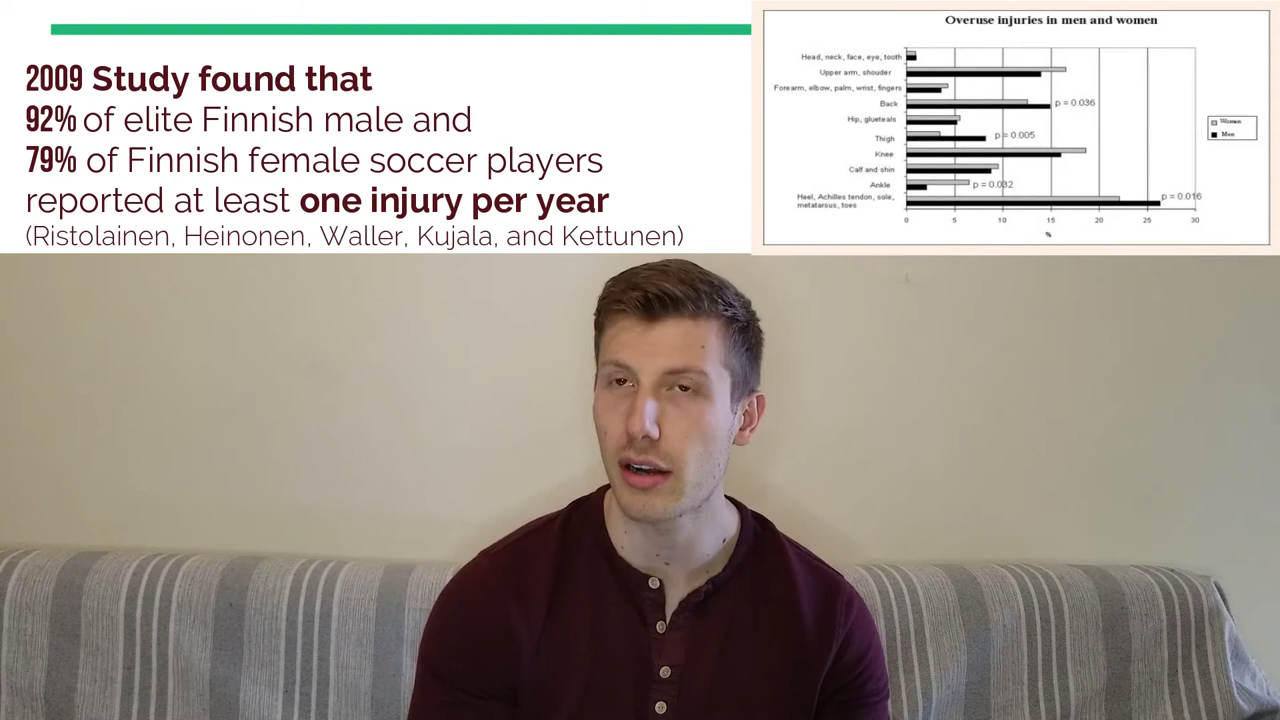 2009 Study found that
92% of elite Finnish male and
79% of Finnish female soccer players
reported at least one injury per year
(Ristolainen, Heinonen, Waller, Kujala, and Kettunen)
Overuse injuries in men and women
Head, neck, face, eye, tooth
Upper arm, shouder
Forearm, elbow, palm, wrist, fingers
Back
p = 0.036
Hip, glueteals
Thigh
p = 0.005
Knee
Calf and shin
Ankle
p = 0.032
Heel, Achilles tendon, sole,
metatarsus, toes
p = 0.016
0 5 10 15 20 25 30
%
Women
Men